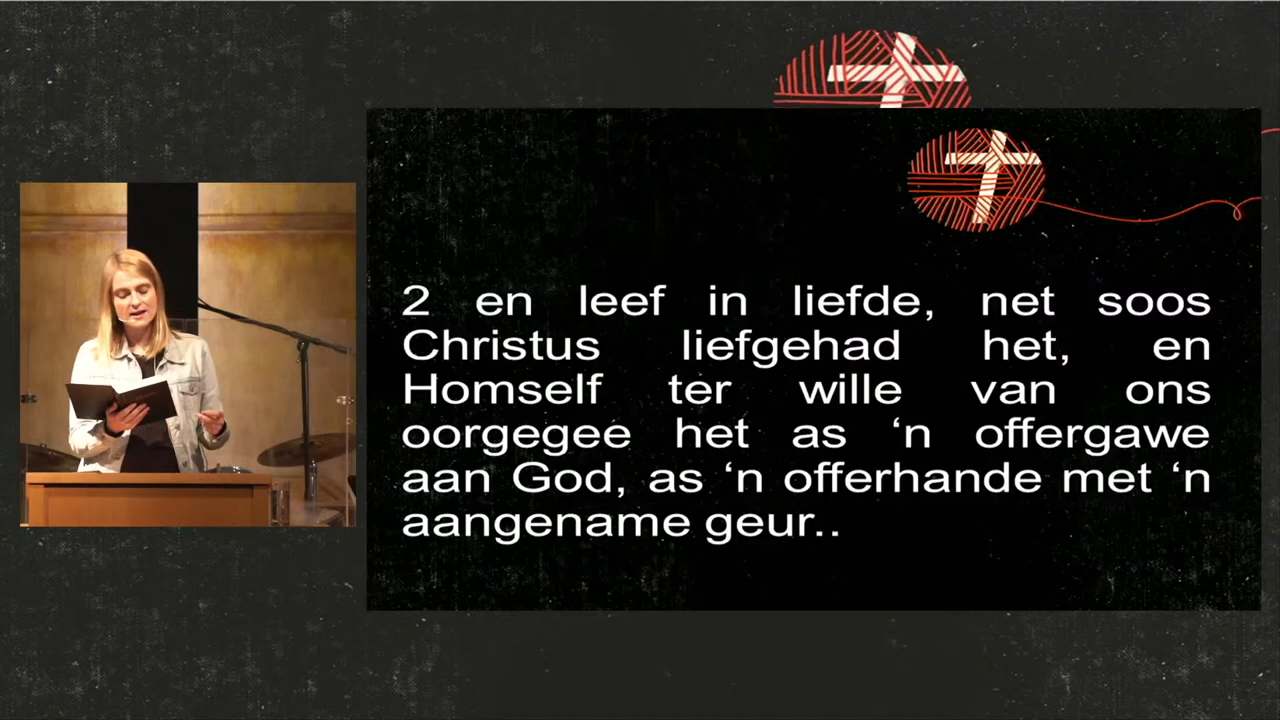 2 en leef in liefde, net soos
Christus liefgehad het, en
Homself ter wille van ons
oorgegee het as ‘n offergawe
aan God, as ‘n offerhande met ‘n
aangename geur..